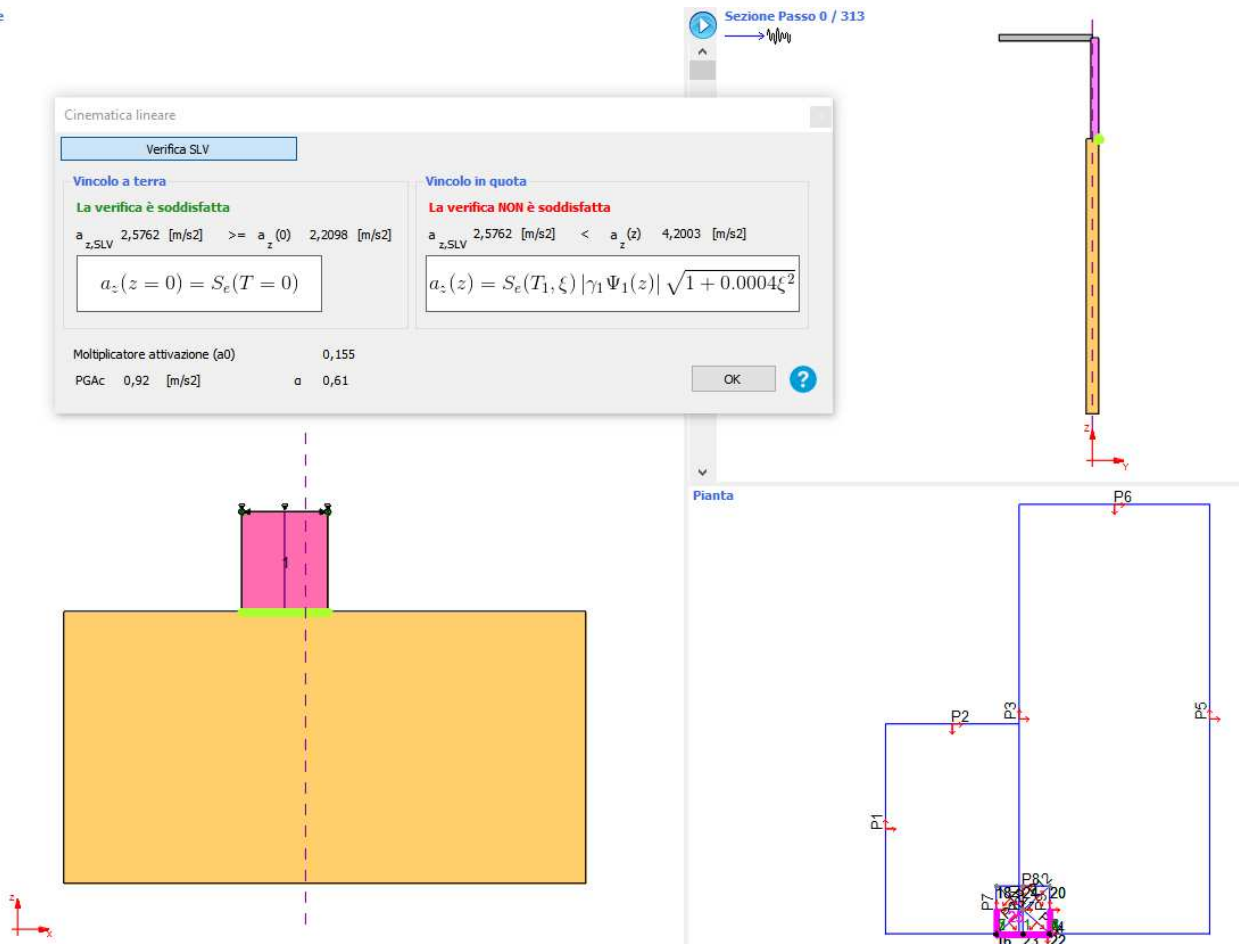 e
Sezione Passo 0 / 313
Cinematica lineare
Verifica SLV
Vincolo a terra
La verifica è soddisfatta
a z,SLV 2,5762 [m/s2] >= a z (0) 2,2098 [m/s2]
a_z(z = 0) = S_e(T = 0)
Vincolo in quota
La verifica NON è soddisfatta
a z,SLV 2,5762 [m/s2] < a z (z) 4,2003 [m/s2]
a_z(z) = S_e(T_1, ξ) |γ_1 Ψ_1(z)| √1 + 0.0004ξ^2
Moltiplicatore attivazione (a0) 0,155
PGAc 0,92 [m/s2] α 0,61
OK
?
z
Y
1
z
x
Pianta
P6
P3
P2
P5
P1
P8
P7
20
23
22